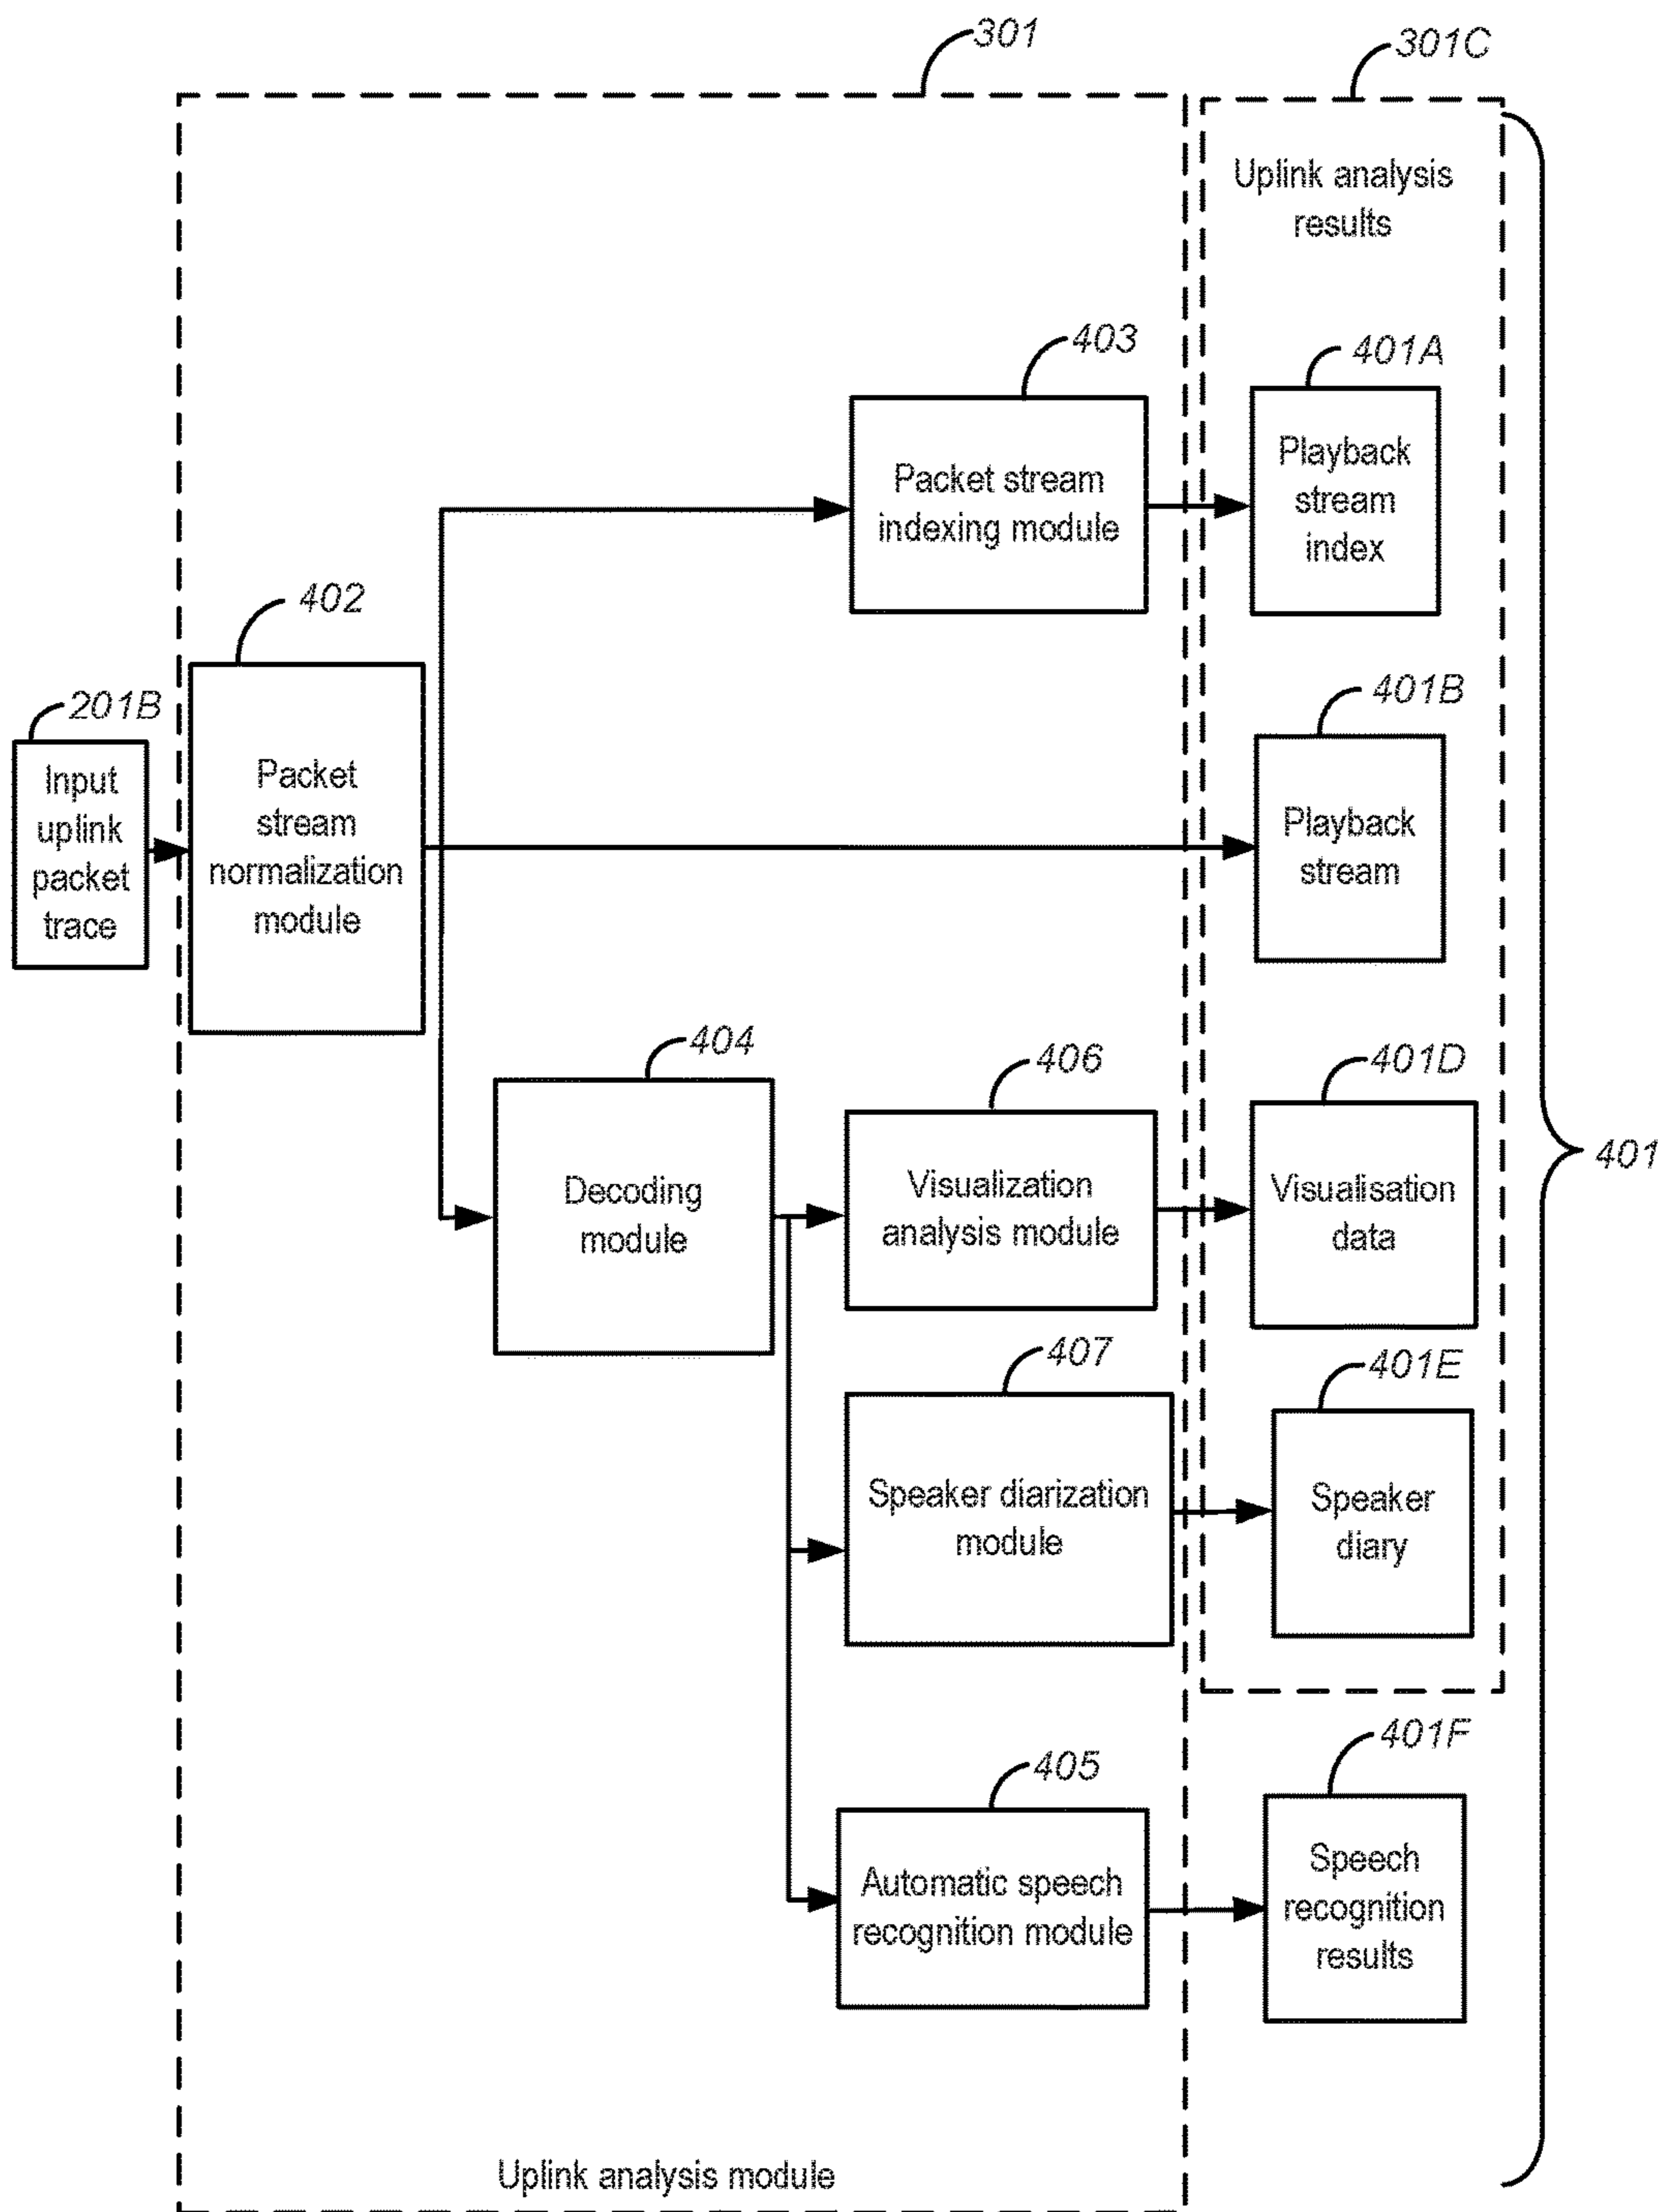 301
301C
Uplink analysis
results
403
401A
Packet stream
indexing module
Playback
stream
index
402
201B
401B
Input
uplink
packet
trace
Packet
stream
normalization
module
Playback
stream
404
406
401D
Decoding
module
Visualization
analysis module
Visualisation
data
401
407
401E
Speaker diarization
module
Speaker
diary
405
401F
Automatic speech
recognition module
Speech
recognition
results
Uplink analysis module